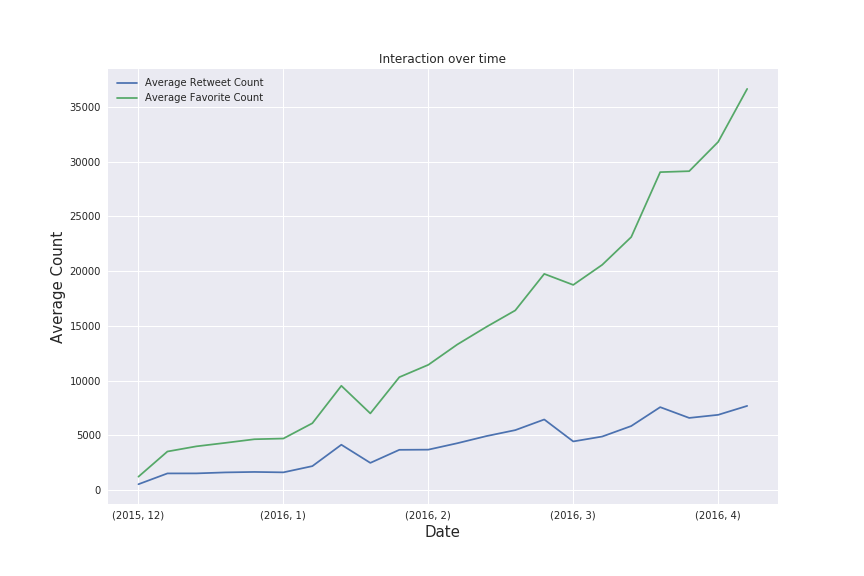 Interaction over time
Average Retweet Count
Average Favorite Count
35000
30000
25000
20000
15000
10000
5000
0
Average Count
(2015, 12)
(2016, 1)
(2016, 2)
(2016, 3)
(2016, 4)
Date